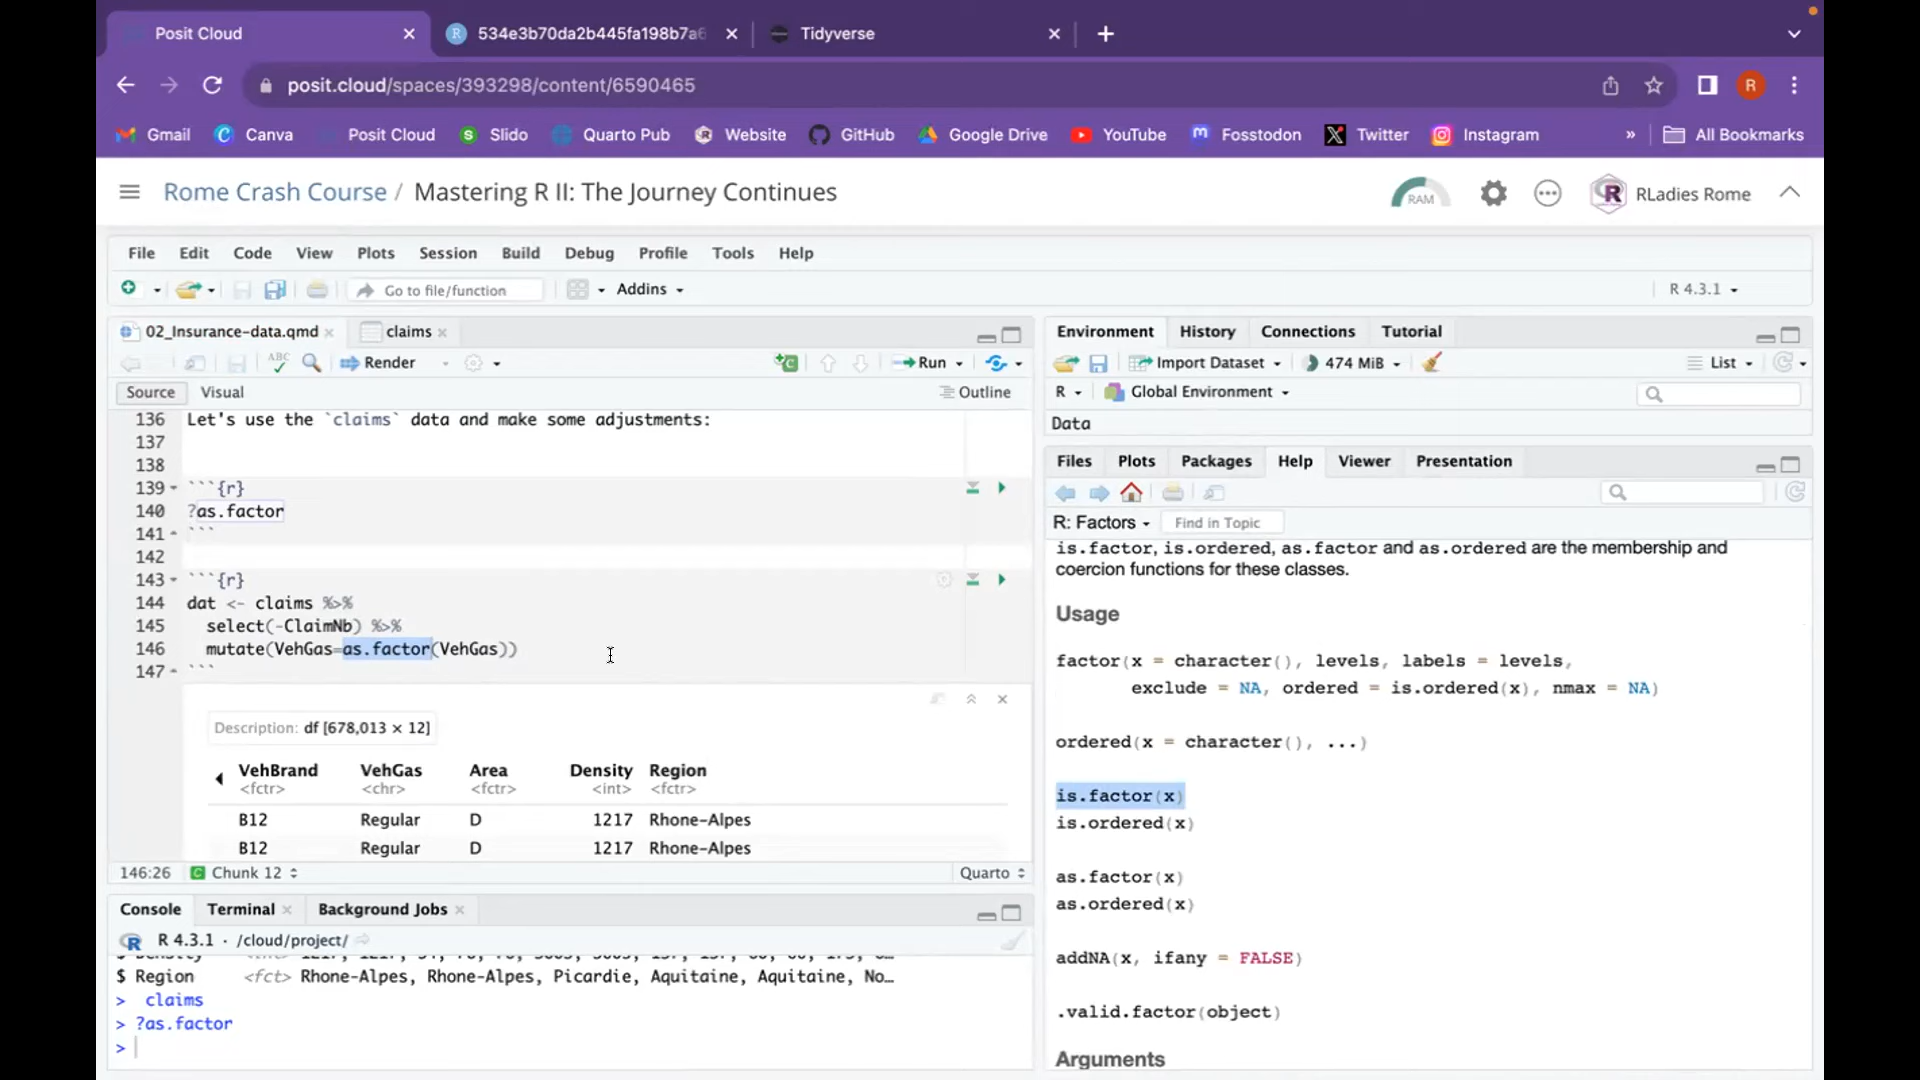 Posit Cloud
534e3b70da2b445fa198b7a6
Tidyverse
posit.cloud/spaces/393298/content/6590465
R
Gmail Canva Posit Cloud Slido Quarto Pub Website GitHub Google Drive YouTube Fosstodon Twitter Instagram » All Bookmarks
Rome Crash Course / Mastering R II: The Journey Continues
RAM
RLadies Rome
File Edit Code View Plots Session Build Debug Profile Tools Help
Go to file/function
Addins
R 4.3.1
02_Insurance-data.qmd
claims
ABC
Render
Run
Source Visual
Outline
136 Let's use the `claims` data and make some adjustments:
137
138
139 ```{r}
140 ?as.factor
141 ```
142
143 ```{r}
144 dat <- claims %>%
145 select(-ClaimNb) %>%
146 mutate(VehGas=as.factor(VehGas))
147 ```
Description: df [678,013 × 12]
VehBrand VehGas Area Density Region
<fctr> <chr> <fctr> <int> <fctr>
B12 Regular D 1217 Rhone-Alpes
B12 Regular D 1217 Rhone-Alpes
146:26 Chunk 12
Quarto
Console Terminal Background Jobs
R 4.3.1 · /cloud/project/
$ Region <fct> Rhone-Alpes, Rhone-Alpes, Picardie, Aquitaine, Aquitaine, No…
> claims
> ?as.factor
>
Environment History Connections Tutorial
Import Dataset
474 MiB
List
R
Global Environment
Data
Files Plots Packages Help Viewer Presentation
R: Factors
Find in Topic
is.factor, is.ordered, as.factor and as.ordered are the membership and
coercion functions for these classes.
Usage
factor(x = character(), levels, labels = levels,
exclude = NA, ordered = is.ordered(x), nmax = NA)
ordered(x = character(), ...)
is.factor(x)
is.ordered(x)
as.factor(x)
as.ordered(x)
addNA(x, ifany = FALSE)
.valid.factor(object)
Arguments